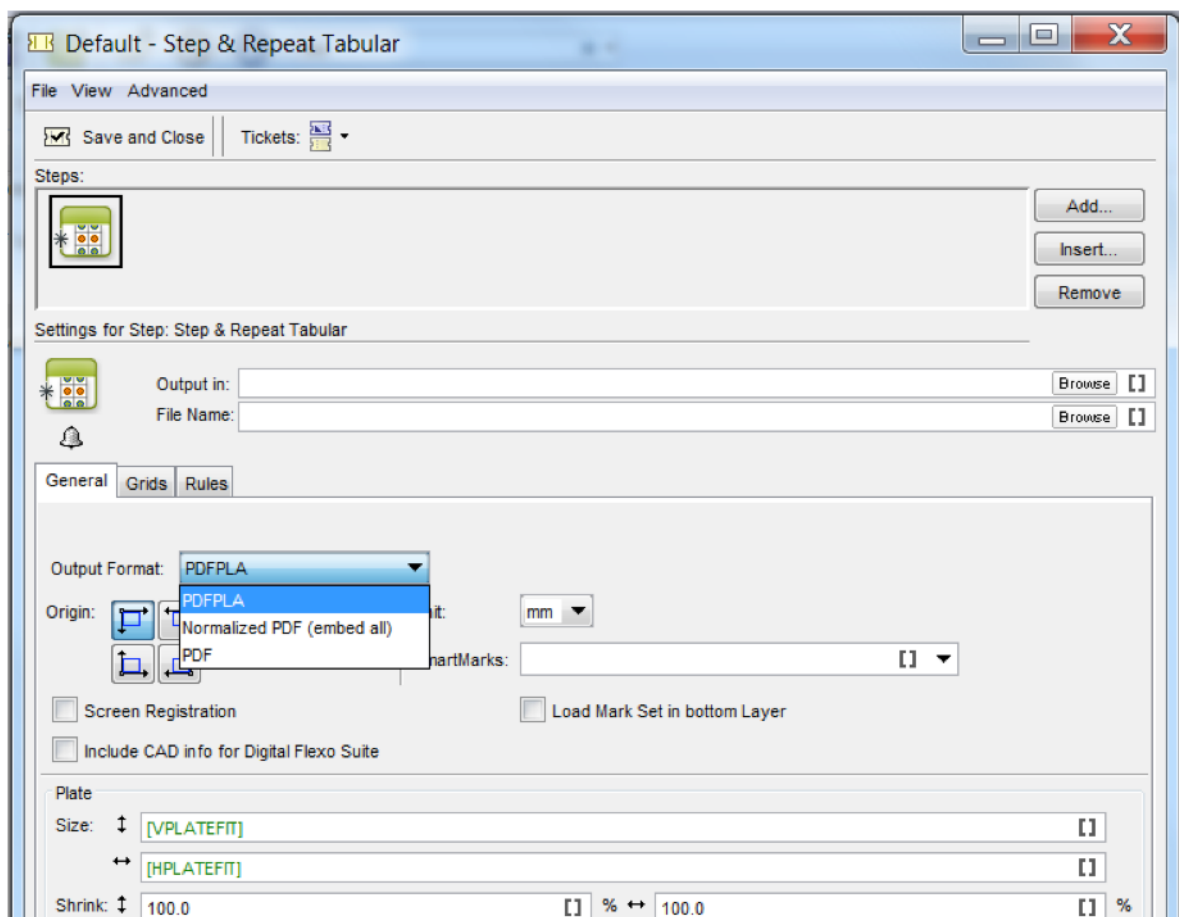 Default - Step & Repeat Tabular
File View Advanced
Save and Close Tickets:
Steps:
Add...
Insert...
Remove
Settings for Step: Step & Repeat Tabular
Output in: Browse []
File Name: Browse []
General Grids Rules
Output Format: PDFPLA
PDFPLA
Origin: mm
Normalized PDF (embed all)
PDF
[]
Screen Registration Load Mark Set in bottom Layer
Include CAD info for Digital Flexo Suite
Plate
Size: [VPLATEFIT] []
[HPLATEFIT] []
Shrink: 100.0 [] % 100.0 [] %